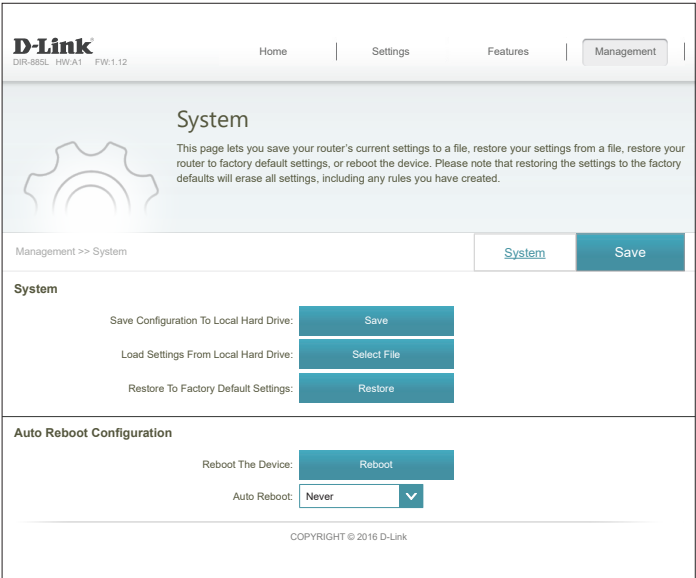 D-Link®
DIR-885L HW:A1 FW:1.12
Home
Settings
Features
Management
System
This page lets you save your router’s current settings to a file, restore your settings from a file, restore your
router to factory default settings, or reboot the device. Please note that restoring the settings to the factory
defaults will erase all settings, including any rules you have created.
Management >> System
System
Save
System
Save Configuration To Local Hard Drive:
Save
Load Settings From Local Hard Drive:
Select File
Restore To Factory Default Settings:
Restore
Auto Reboot Configuration
Reboot The Device:
Reboot
Auto Reboot:
Never
COPYRIGHT © 2016 D-Link